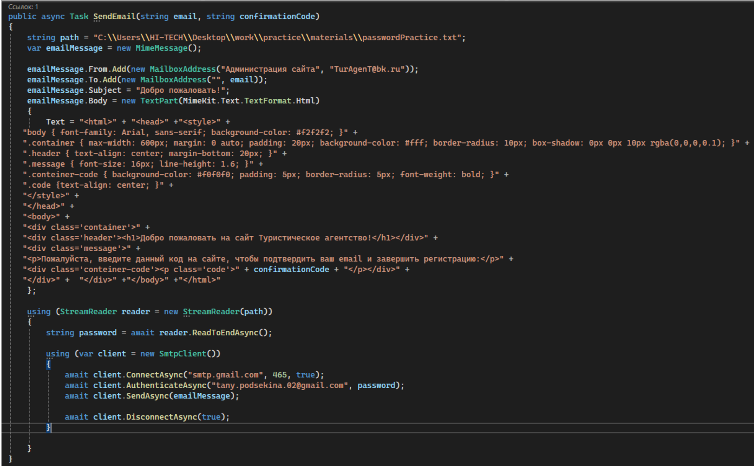 Ссылок: 1
public async Task SendEmail(string email, string confirmationCode)
{
string path = "C:\\Users\\HI-TECH\\Desktop\\work\\practice\\materials\\passwordPractice.txt";
var emailMessage = new MimeMessage();
emailMessage.From.Add(new MailboxAddress("Администрация сайта", "TurAgenT@bk.ru"));
emailMessage.To.Add(new MailboxAddress("", email));
emailMessage.Subject = "Добро пожаловать!";
emailMessage.Body = new TextPart(MimeKit.Text.TextFormat.Html)
{
Text = "<html>" + "<head>" +"<style>" +
"body { font-family: Arial, sans-serif; background-color: #f2f2f2; }" +
".container { max-width: 600px; margin: 0 auto; padding: 20px; background-color: #fff; border-radius: 10px; box-shadow: 0px 0px 10px rgba(0,0,0,0.1); }" +
".header { text-align: center; margin-bottom: 20px; }" +
".message { font-size: 16px; line-height: 1.6; }" +
".conteiner-code { background-color: #f0f0f0; padding: 5px; border-radius: 5px; font-weight: bold; }" +
".code {text-align: center; }" +
"</style>" +
"</head>" +
"<body>" +
"<div class='container'>" +
"<div class='header'><h1>Добро пожаловать на сайт Туристическое агентство!</h1></div>" +
"<div class='message'>" +
"<p>Пожалуйста, введите данный код на сайте, чтобы подтвердить ваш email и завершить регистрацию:</p>" +
"<div class='conteiner-code'><p class='code'>" + confirmationCode + "</p></div>" +
"</div>" + "</div>" +"</body>" +"</html>"
};
using (StreamReader reader = new StreamReader(path))
{
string password = await reader.ReadToEndAsync();
using (var client = new SmtpClient())
{
await client.ConnectAsync("smtp.gmail.com", 465, true);
await client.AuthenticateAsync("tany.podsekina.02@gmail.com", password);
await client.SendAsync(emailMessage);
await client.DisconnectAsync(true);
}
}
}